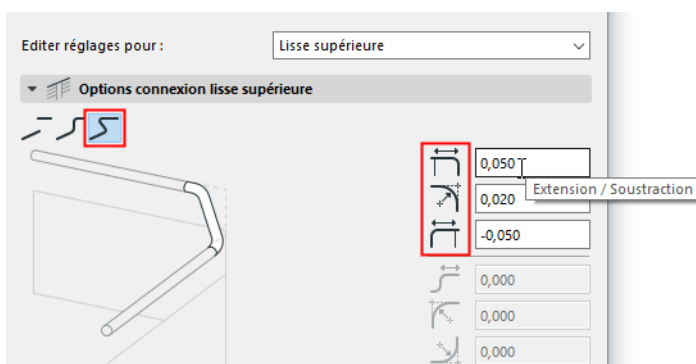 Editer réglages pour :
Lisse supérieure
Options connexion lisse supérieure
0,050
Extension / Soustraction
0,020
-0,050
0,000
0,000
0,000